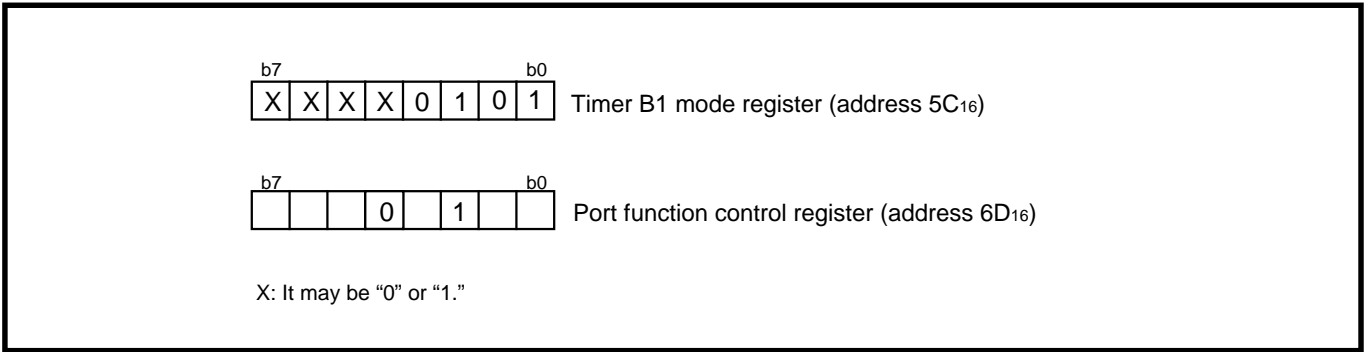 b7 b0
X X X X 0 1 0 1 Timer B1 mode register (address 5C16)
b7 b0
0 1 Port function control register (address 6D16)
X: It may be “0” or “1.”